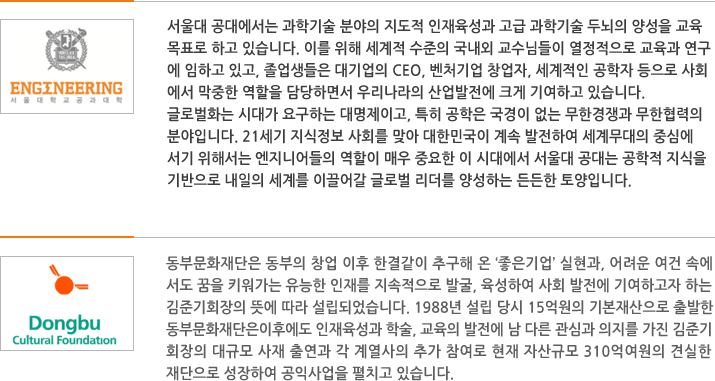 서울대 공대에서는 과학기술 분야의 지도적 인재육성과 고급 과학기술 두뇌의 양성을 교육
목표로 하고 있습니다. 이를 위해 세계적 수준의 국내외 교수님들이 열정적으로 교육과 연구
에 임하고 있고, 졸업생들은 대기업의 CEO, 벤처기업 창업자, 세계적인 공학자 등으로 사회
에서 막중한 역할을 담당하면서 우리나라의 산업발전에 크게 기여하고 있습니다.
글로벌화는 시대가 요구하는 대명제이고, 특히 공학은 국경이 없는 무한경쟁과 무한협력의
분야입니다. 21세기 지식정보 사회를 맞아 대한민국이 계속 발전하여 세계무대의 중심에
서기 위해서는 엔지니어들의 역할이 매우 중요한 이 시대에서 서울대 공대는 공학적 지식을
기반으로 내일의 세계를 이끌어갈 글로벌 리더를 양성하는 든든한 토양입니다.
ENGINEERING
서울대학교공과대학
동부문화재단은 동부의 창업 이후 한결같이 추구해 온 ‘좋은기업’ 실현과, 어려운 여건 속에
서도 꿈을 키워가는 유능한 인재를 지속적으로 발굴, 육성하여 사회 발전에 기여하고자 하는
김준기회장의 뜻에 따라 설립되었습니다. 1988년 설립 당시 15억원의 기본재산으로 출발한
동부문화재단은이후에도 인재육성과 학술, 교육의 발전에 남 다른 관심과 의지를 가진 김준기
회장의 대규모 사재 출연과 각 계열사의 추가 참여로 현재 자산규모 310억여원의 견실한
재단으로 성장하여 공익사업을 펼치고 있습니다.
Dongbu
Cultural Foundation